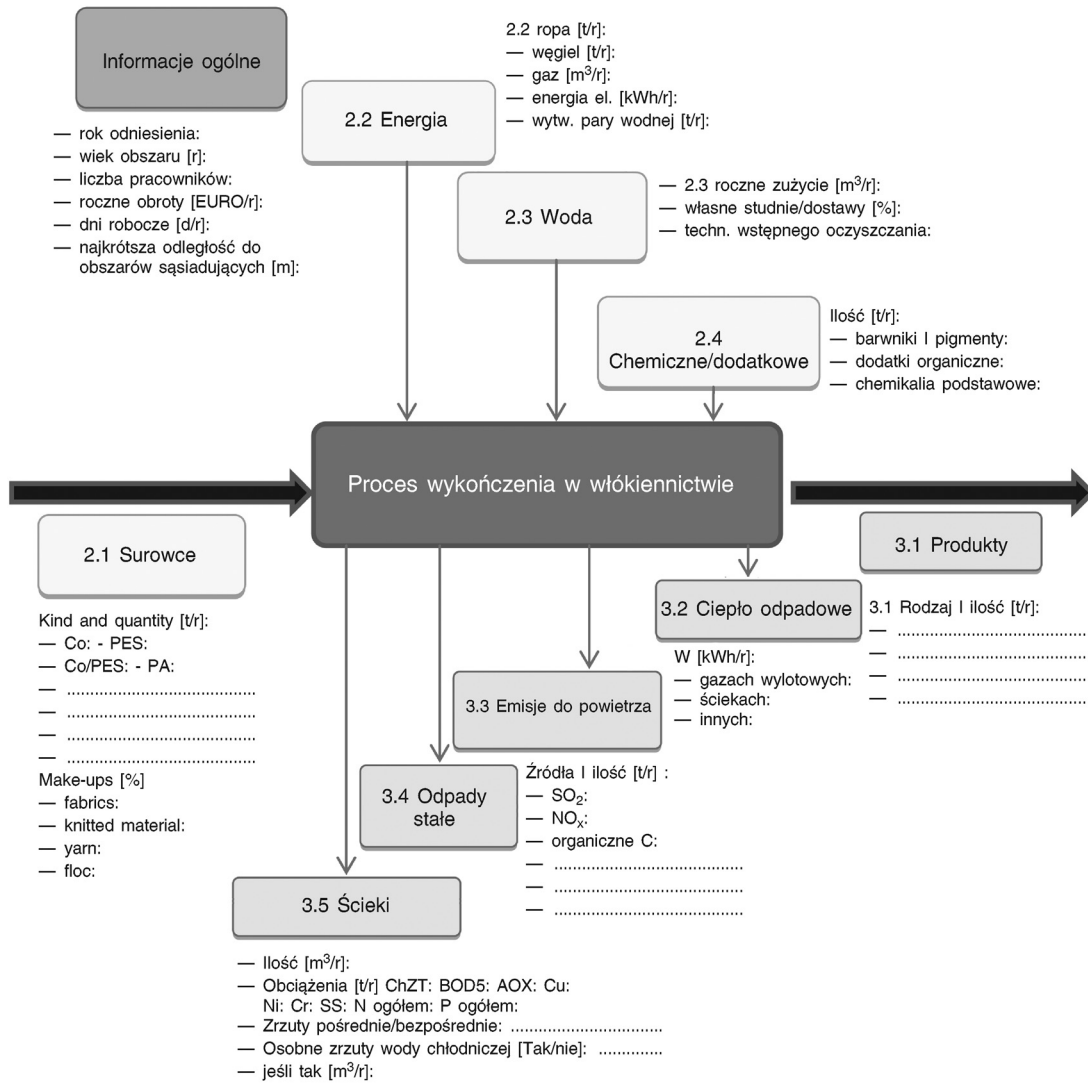 Informacje ogólne
— rok odniesienia:
— wiek obszaru [r]:
— liczba pracowników:
— roczne obroty [EURO/r]:
— dni robocze [d/r]:
— najkrótsza odległość do
obszarów sąsiadujących [m]:
2.2 Energia
2.2 ropa [t/r]:
— węgiel [t/r]:
— gaz [m³/r]:
— energia el. [kWh/r]:
— wytw. pary wodnej [t/r]:
2.3 Woda
— 2.3 roczne zużycie [m³/r]:
— własne studnie/dostawy [%]:
— techn. wstępnego oczyszczania:
2.4
Chemiczne/dodatkowe
Ilość [t/r]:
— barwniki I pigmenty:
— dodatki organiczne:
— chemikalia podstawowe:
Proces wykończenia w włókiennictwie
2.1 Surowce
Kind and quantity [t/r]:
— Co: - PES:
— Co/PES: - PA:
— ..........................................
— ..........................................
— ..........................................
— ..........................................
Make-ups [%]
— fabrics:
— knitted material:
— yarn:
— floc:
3.1 Produkty
3.1 Rodzaj I ilość [t/r]:
— ..........................................
— ..........................................
— ..........................................
— ..........................................
3.2 Ciepło odpadowe
W [kWh/r]:
— gazach wylotowych:
— ściekach:
— innych:
3.3 Emisje do powietrza
Źródła I ilość [t/r] :
— SO₂:
— NOₓ:
— organiczne C:
— ..........................................
— ..........................................
— ..........................................
3.4 Odpady
stałe
3.5 Ścieki
— Ilość [m³/r]:
— Obciążenia [t/r] ChZT: BOD5: AOX: Cu:
Ni: Cr: SS: N ogółem: P ogółem:
— Zrzuty pośrednie/bezpośrednie: ..................................
— Osobne zrzuty wody chłodniczej [Tak/nie]: ..............
— jeśli tak [m³/r]: